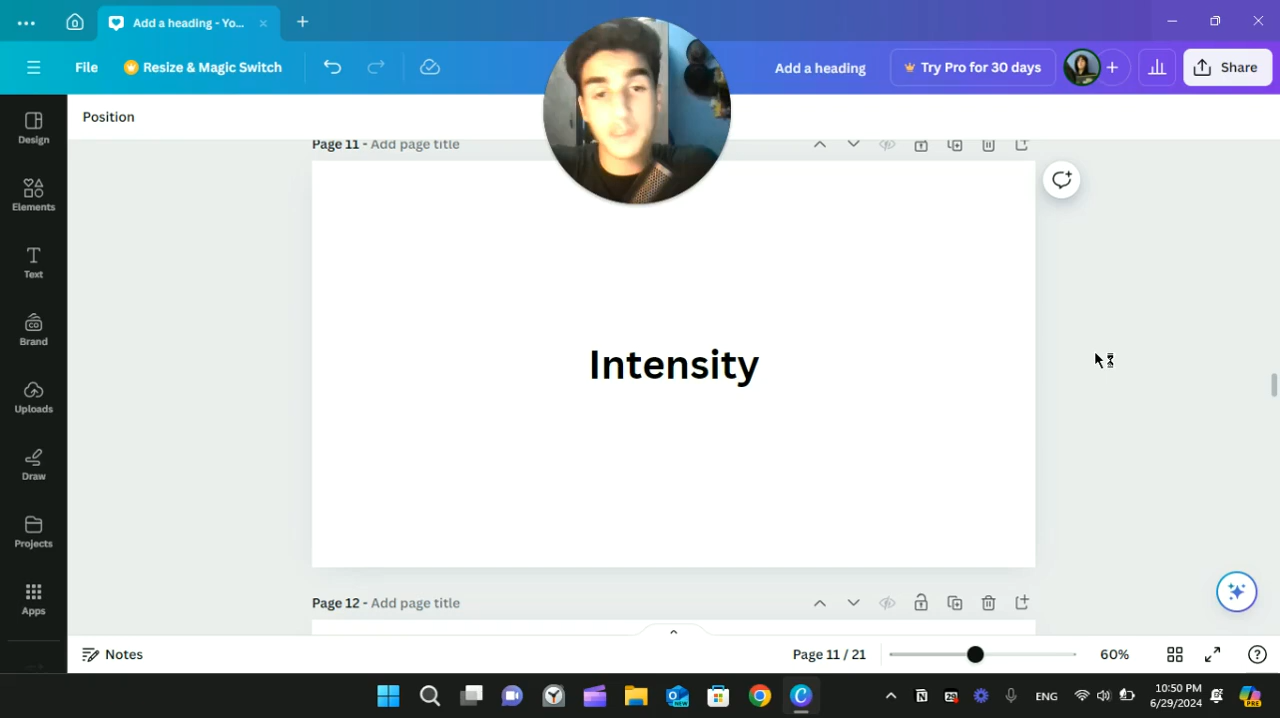 Add a heading - Yo...
File
Resize & Magic Switch
Add a heading
Try Pro for 30 days
Share
Position
Design
Elements
Text
Brand
Uploads
Draw
Projects
Apps
Page 11 - Add page title
Intensity
Page 12 - Add page title
Notes
Page 11 / 21
60%
ENG
10:50 PM
6/29/2024